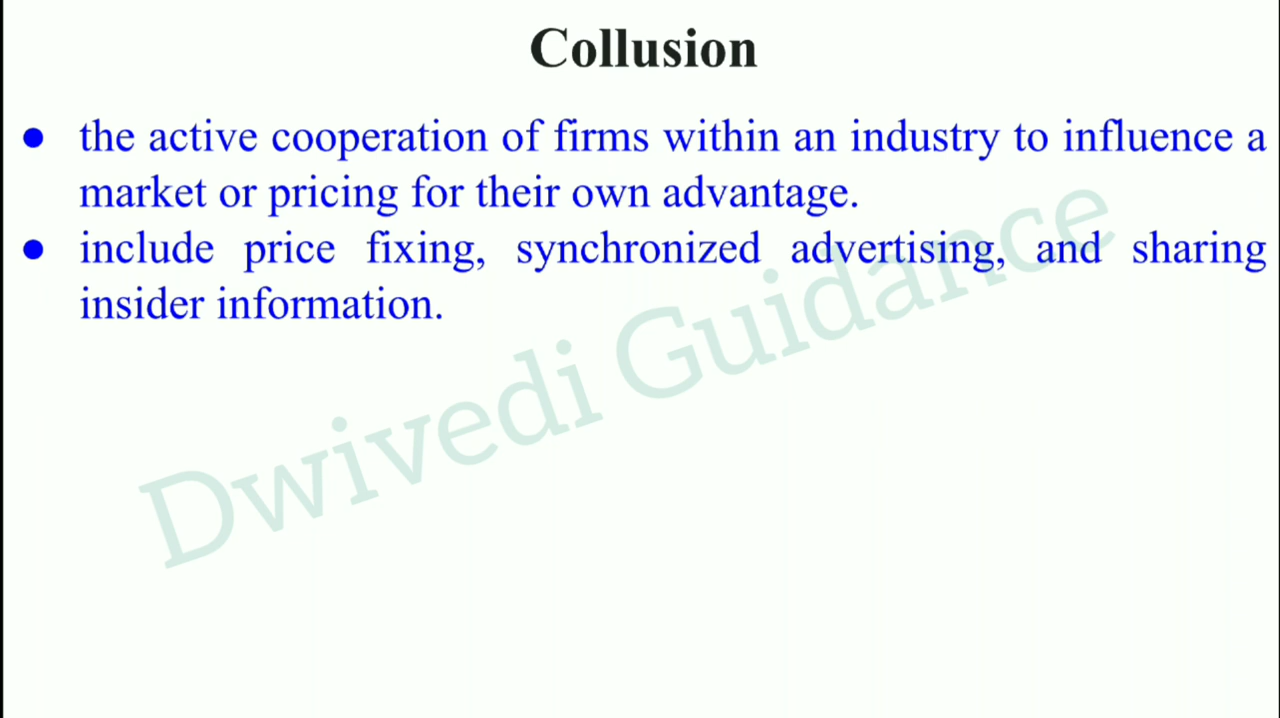 Collusion
● the active cooperation of firms within an industry to influence a
market or pricing for their own advantage.
● include price fixing, synchronized advertising, and sharing
insider information.
Dwivedi Guidance